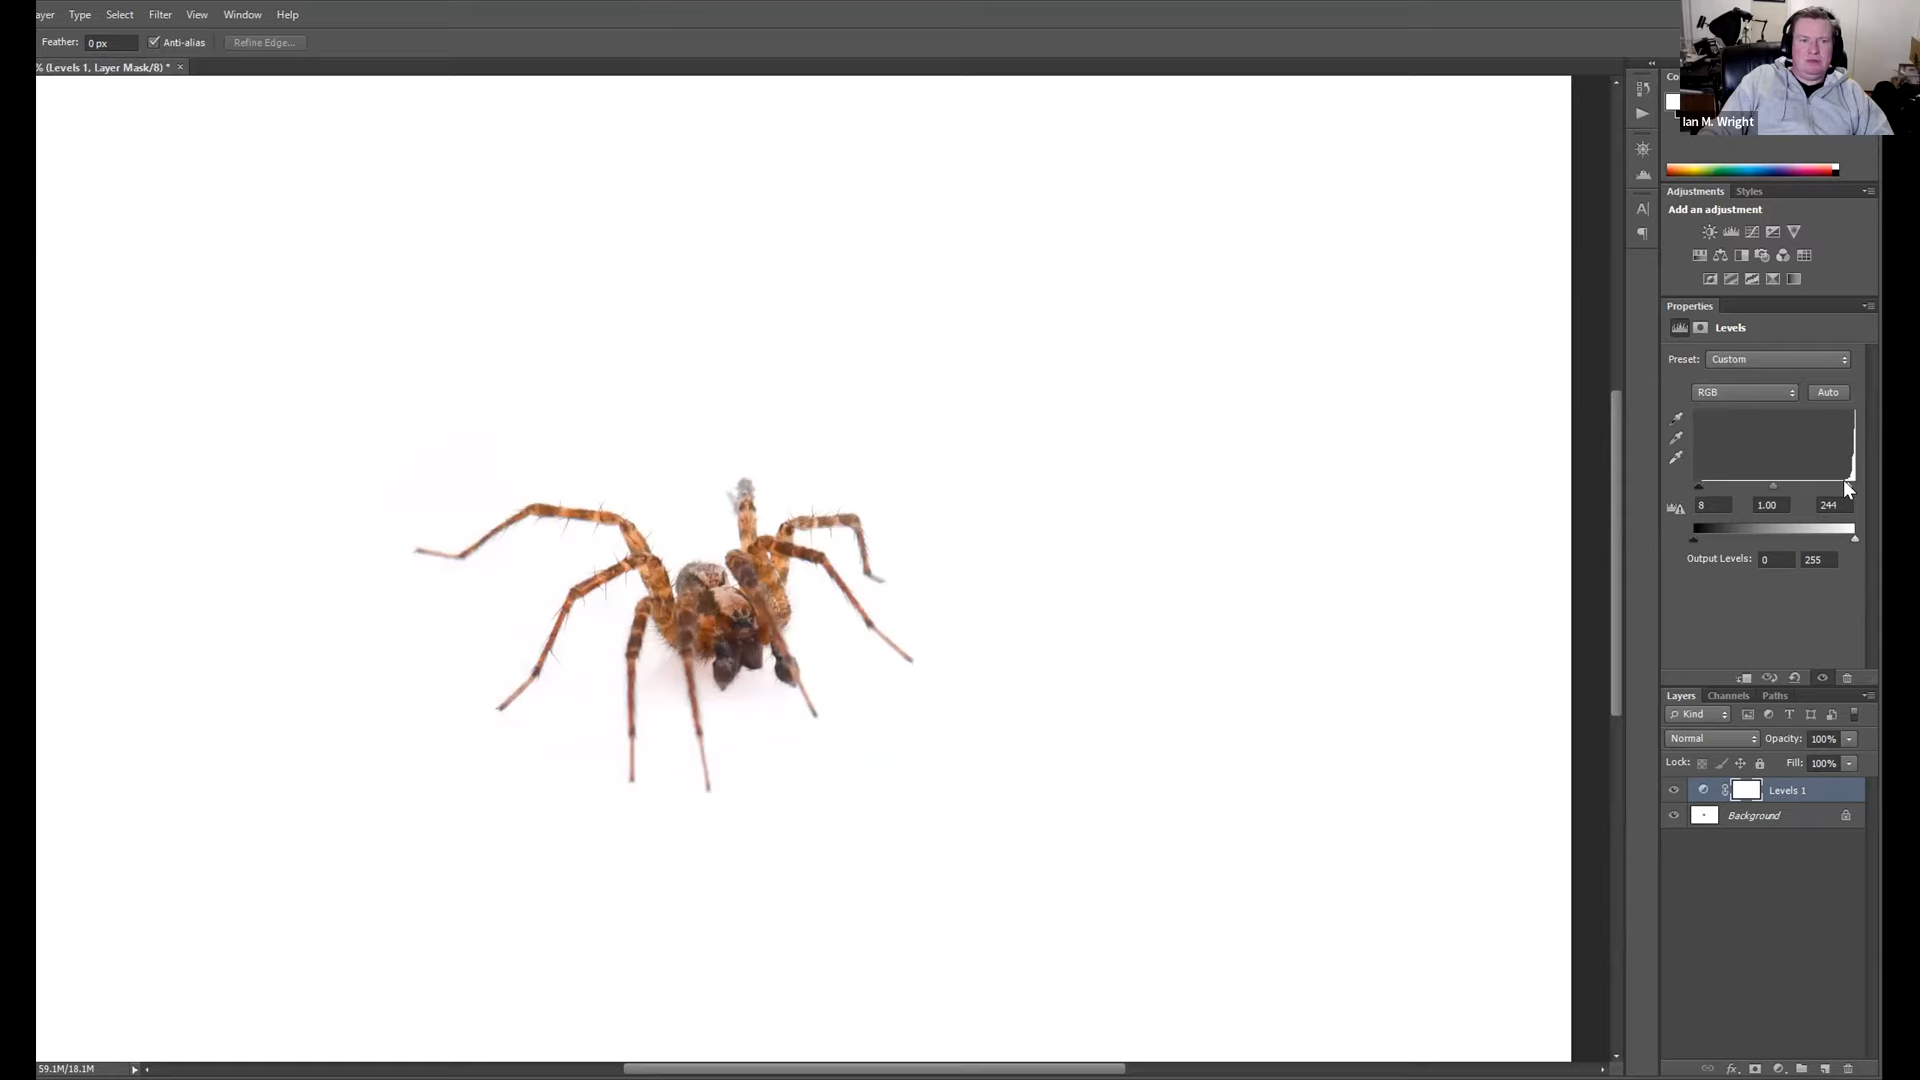 ayer Type Select Filter View Window Help
Feather: 0 px Anti-alias Refine Edge...
% (Levels 1, Layer Mask/8) * ×
Co
Ian M. Wright
Adjustments Styles
Add an adjustment
Properties
Levels
Preset: Custom
RGB Auto
8 1.00 244
Output Levels: 0 255
Layers Channels Paths
Kind
Normal Opacity: 100%
Lock: Fill: 100%
Levels 1
Background
59.1M/18.1M